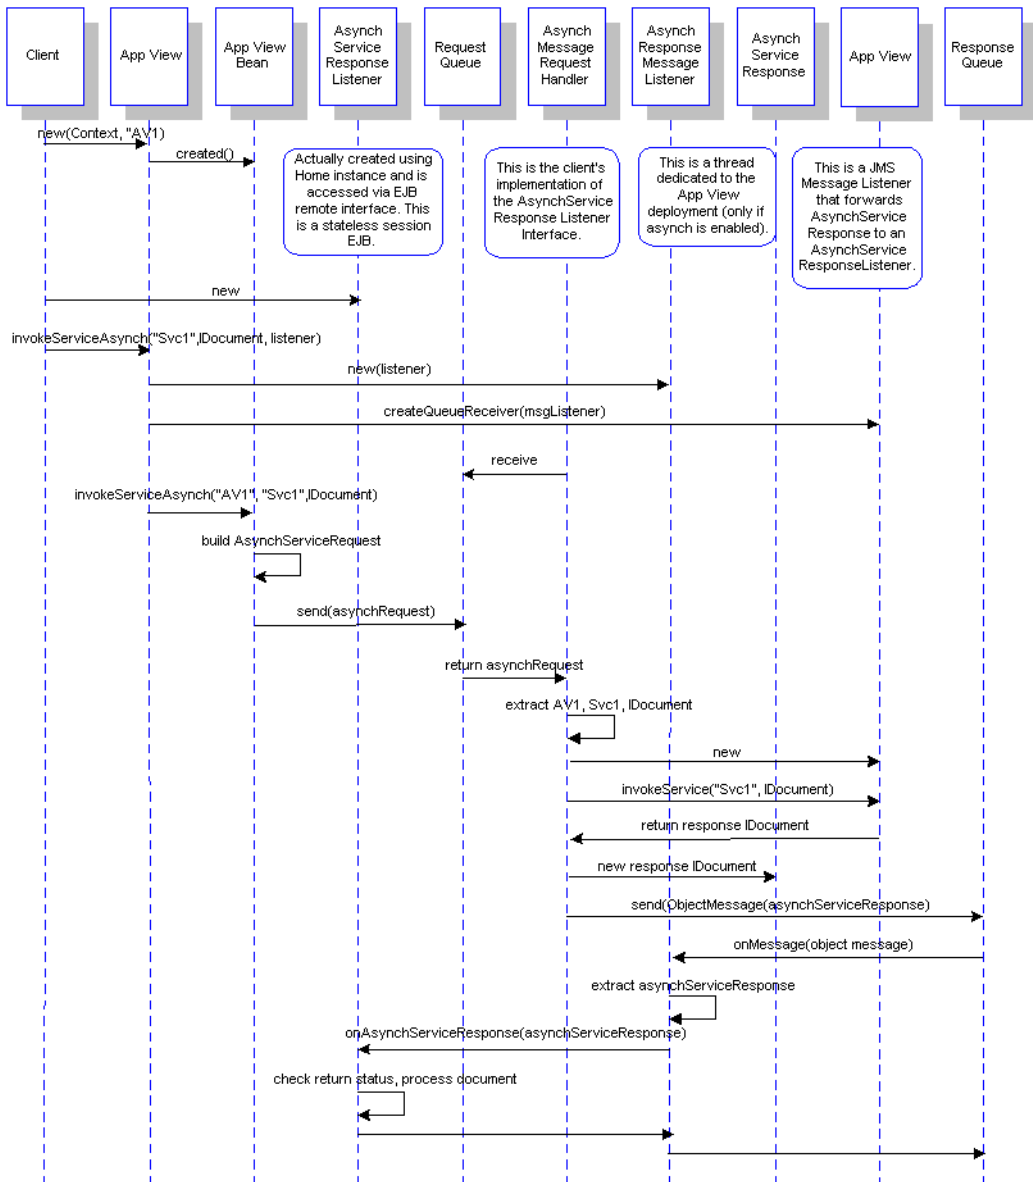 Client
App View
App View
Bean
Asynch
Service
Response
Listener
Request
Queue
Asynch
Message
Request
Handler
Asynch
Response
Message
Listener
Asynch
Service
Response
App View
Response
Queue
new(Context, "AV1)
created()
Actually created using
Home instance and is
accessed via EJB
remote interface. This
is a stateless session
EJB.
This is the client's
implementation of
the AsynchService
Response Listener
Interface.
This is a thread
dedicated to the
App View
deployment (only if
asynch is enabled).
This is a JMS
Message Listener
that forwards
AsynchService
Response to an
AsynchService
ResponseListener.
new
invokeServiceAsynch("Svc1",IDocument, listener)
new(listener)
createQueueReceiver(msgListener)
receive
invokeServiceAsynch("AV1", "Svc1",IDocument)
build AsynchServiceRequest
send(asynchRequest)
return asynchRequest
extract AV1, Svc1, IDocument
new
invokeService("Svc1", IDocument)
return response IDocument
new response IDocument
send(ObjectMessage(asynchServiceResponse)
onMessage(object message)
extract asynchServiceResponse
onAsynchServiceResponse(asynchServiceResponse)
check return status, process document